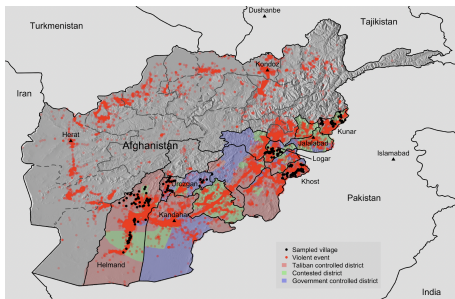 Dushanbe
Turkmenistan
Tajikistan
Kondoz
Iran
Herat
Kunar
Afghanistan
Jalalabad
Logar
Islamabad
Khost
Urozgan
Pakistan
Kandahar
Helmand
Sampled village
Violent event
Taliban controlled district
Contested district
Government controlled district
India